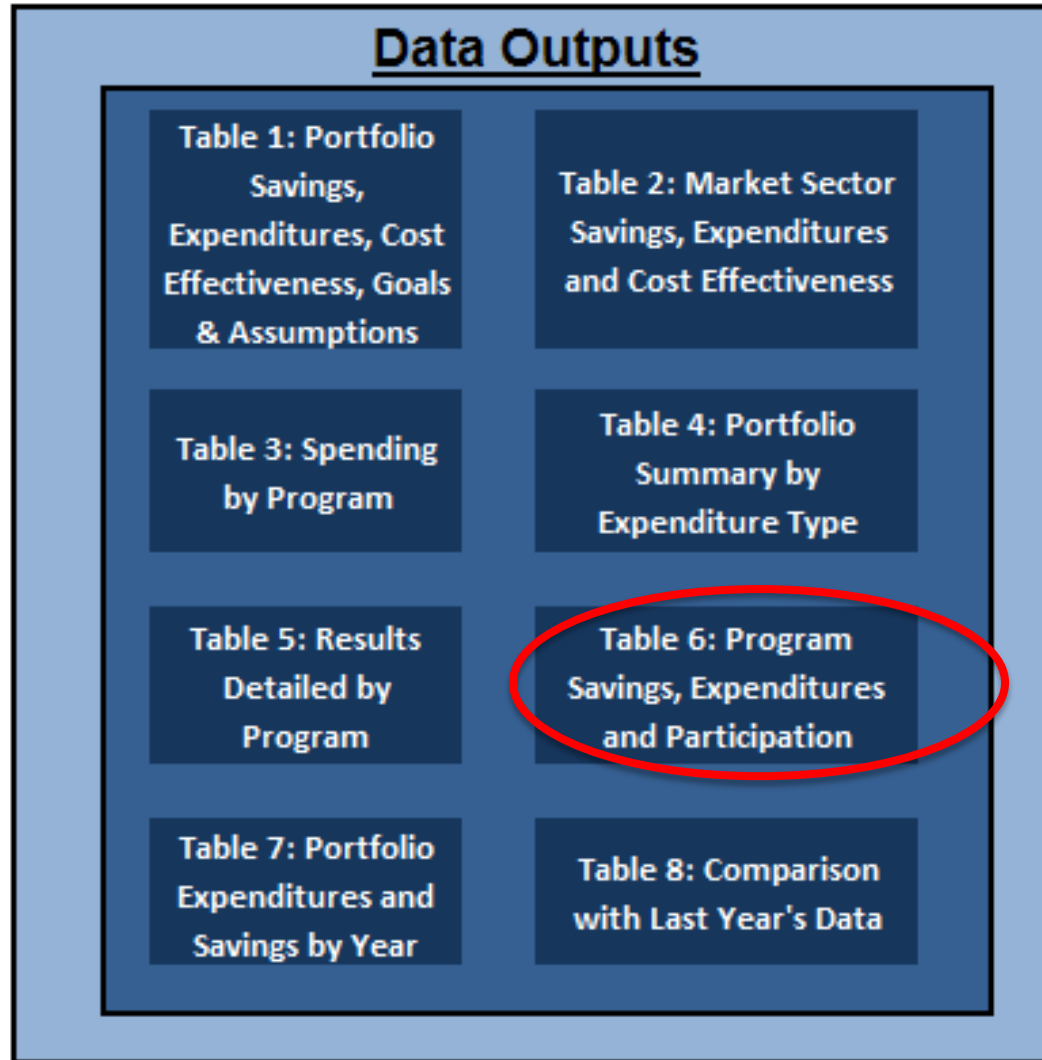 Data Outputs
Table 1: Portfolio
Savings,
Expenditures, Cost
Effectiveness, Goals
& Assumptions
Table 2: Market Sector
Savings, Expenditures
and Cost Effectiveness
Table 3: Spending
by Program
Table 4: Portfolio
Summary by
Expenditure Type
Table 5: Results
Detailed by
Program
Table 6: Program
Savings, Expenditures
and Participation
Table 7: Portfolio
Expenditures and
Savings by Year
Table 8: Comparison
with Last Year's Data